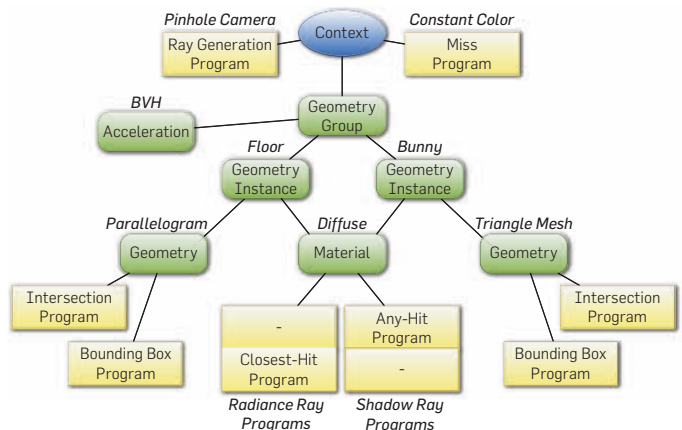 Pinhole Camera
Constant Color
Context
Ray Generation
Program
Miss
Program
BVH
Acceleration
Geometry
Group
Floor
Bunny
Geometry
Instance
Geometry
Instance
Parallelogram
Diffuse
Triangle Mesh
Geometry
Material
Geometry
Intersection
Program
Bounding Box
Program
-
Closest-Hit
Program
Any-Hit
Program
-
Intersection
Program
Bounding Box
Program
Radiance Ray
Programs
Shadow Ray
Programs